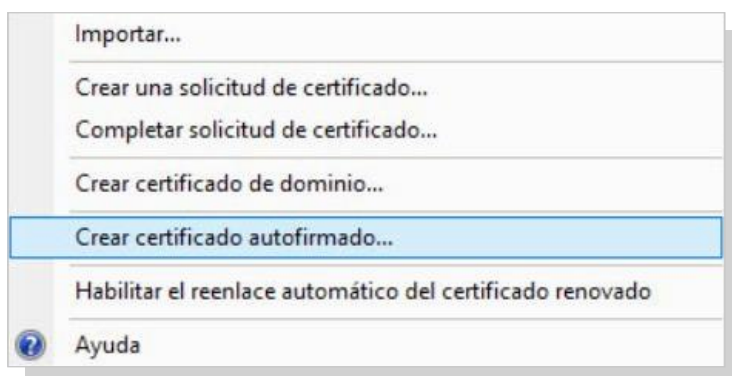 Importar...
Crear una solicitud de certificado...
Completar solicitud de certificado...
Crear certificado de dominio...
Crear certificado autofirmado...
Habilitar el reenlace automático del certificado renovado
Ayuda